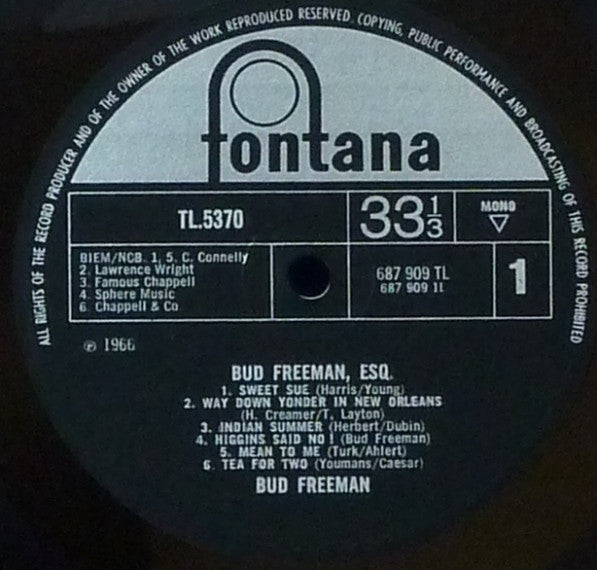 ALL RIGHTS OF THE RECORD PRODUCER AND OF THE OWNER OF THE WORK REPRODUCED RESERVED. COPYING, PUBLIC PERFORMANCE AND BROADCASTING OF THIS RECORD PROHIBITED
fontana
TL.5370
33⅓
MONO
BIEM/NCB. 1, 5. C. Connelly
2. Lawrence Wright
3. Famous Chappell
4. Sphere Music
6. Chappell & Co
687 909 TL
687 909 1L
1
℗ 1966
BUD FREEMAN, ESQ.
1. SWEET SUE (Harris/Young)
2. WAY DOWN YONDER IN NEW ORLEANS
(H. Creamer/T. Layton)
3. INDIAN SUMMER (Herbert/Dubin)
4. HIGGINS SAID NO! (Bud Freeman)
5. MEAN TO ME (Turk/Ahlert)
6. TEA FOR TWO (Youmans/Caesar)
BUD FREEMAN